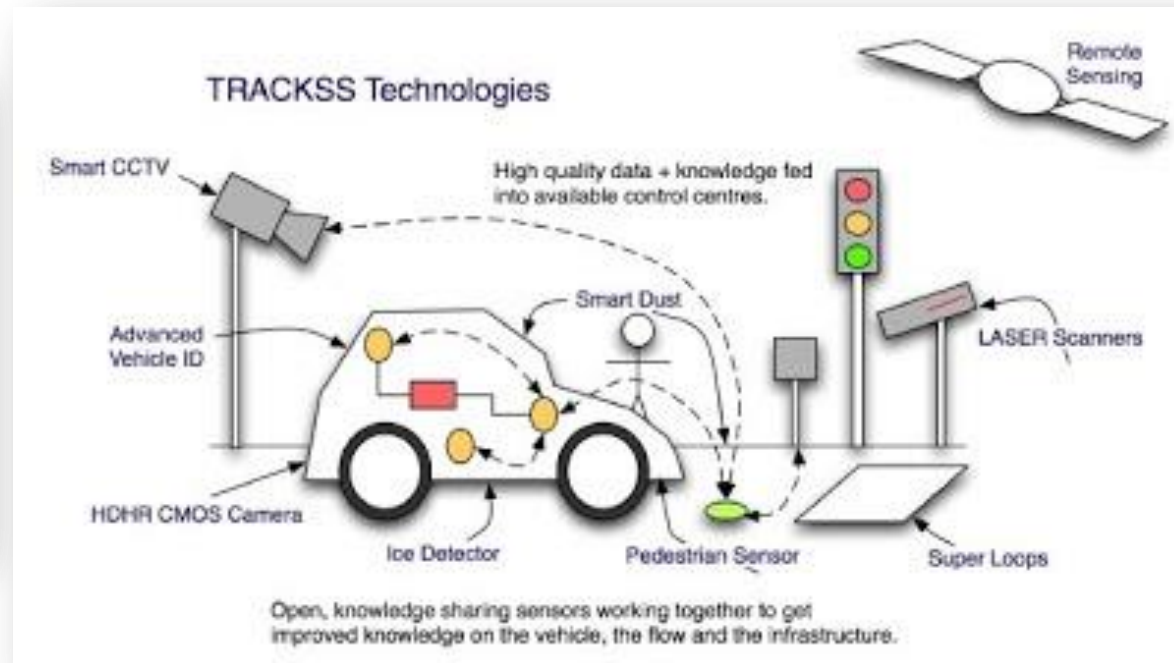 TRACKSS Technologies
Remote
Sensing
Smart CCTV
High quality data + knowledge fed
into available control centres.
Smart Dust
Advanced
Vehicle ID
LASER Scanners
HDHR CMOS Camera
Ice Detector
Pedestrian Sensor
Super Loops
Open, knowledge sharing sensors working together to get
improved knowledge on the vehicle, the flow and the infrastructure.